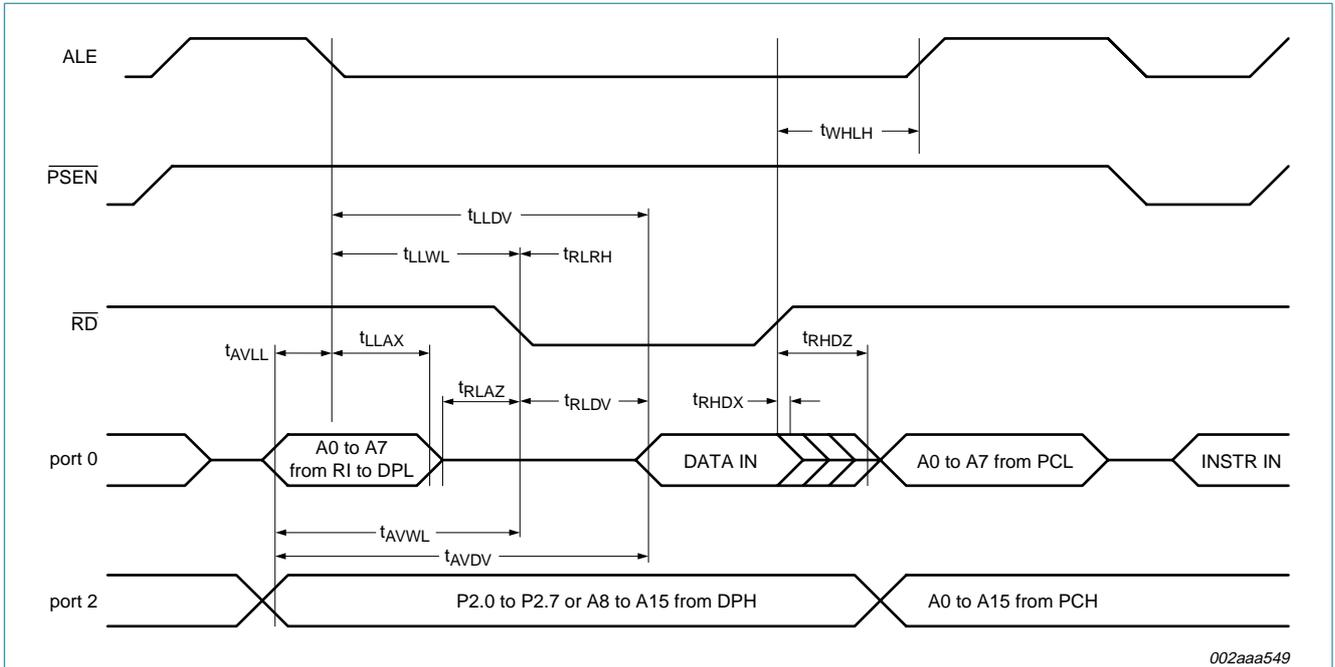 ALE
tWHLH
PSEN
tLLDV
tLLWL
tRLRH
RD
tAVLL
tLLAX
tRHDZ
tRLAZ
tRLDV
tRHDX
port 0
A0 to A7
from RI to DPL
DATA IN
A0 to A7 from PCL
INSTR IN
tAVWL
tAVDV
port 2
P2.0 to P2.7 or A8 to A15 from DPH
A0 to A15 from PCH
002aaa549